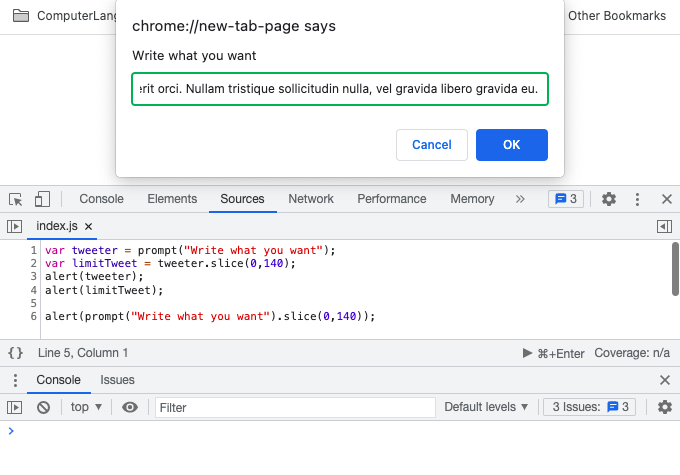 ComputerLang
Other Bookmarks
chrome://new-tab-page says
Write what you want
erit orci. Nullam tristique sollicitudin nulla, vel gravida libero gravida eu.
Cancel
OK
Console Elements Sources Network Performance Memory » 3
index.js ×
1 var tweeter = prompt("Write what you want");
2 var limitTweet = tweeter.slice(0,140);
3 alert(tweeter);
4 alert(limitTweet);
5
6 alert(prompt("Write what you want").slice(0,140));
{} Line 5, Column 1 ⌘+Enter Coverage: n/a
Console Issues
top ▼ Filter Default levels ▼ 3 Issues: 3